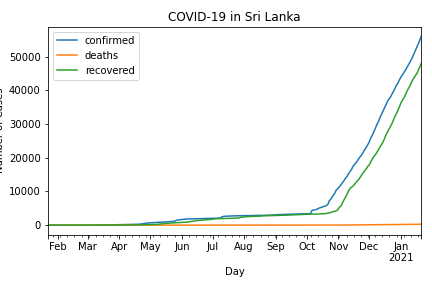 COVID-19 in Sri Lanka
confirmed
deaths
recovered
50000
40000
30000
20000
10000
0
Feb Mar Apr May Jun Jul Aug Sep Oct Nov Dec Jan
2021
Day